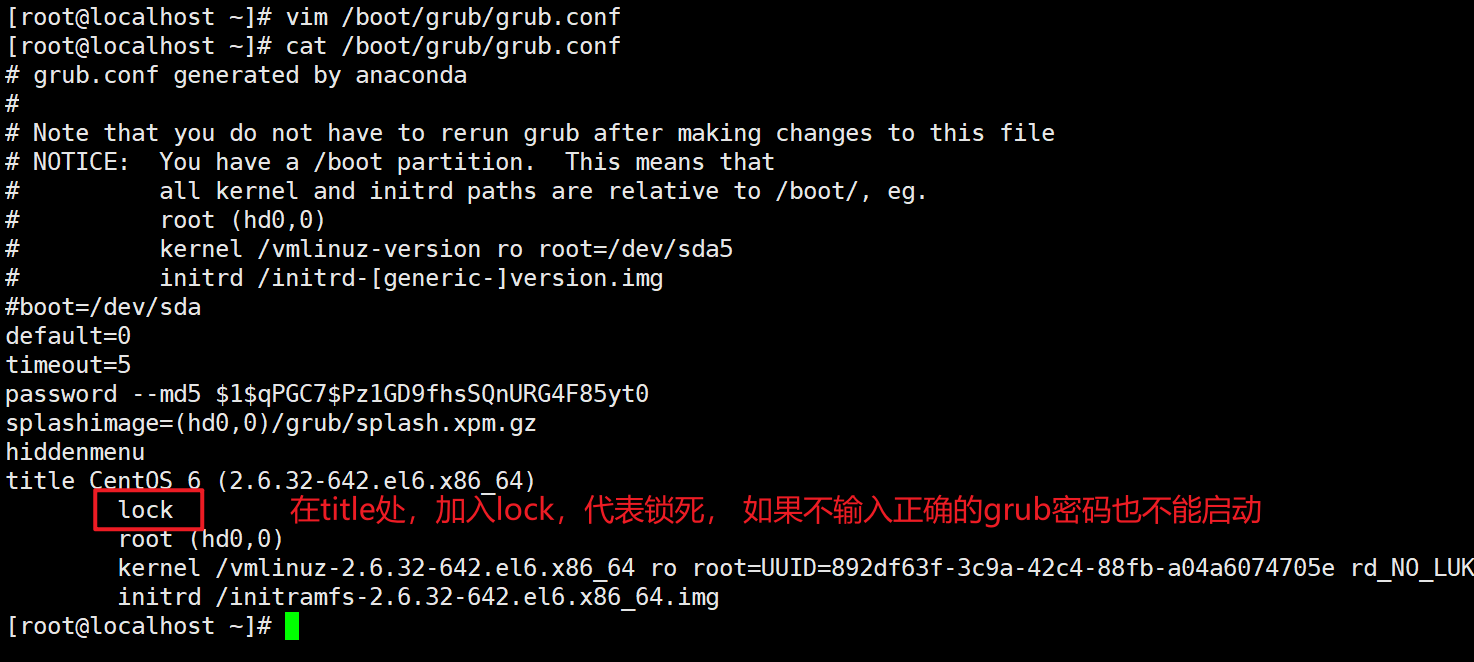 [root@localhost ~]# vim /boot/grub/grub.conf
[root@localhost ~]# cat /boot/grub/grub.conf
# grub.conf generated by anaconda
#
# Note that you do not have to rerun grub after making changes to this file
# NOTICE:  You have a /boot partition.  This means that
#          all kernel and initrd paths are relative to /boot/, eg.
#          root (hd0,0)
#          kernel /vmlinuz-version ro root=/dev/sda5
#          initrd /initrd-[generic-]version.img
#boot=/dev/sda
default=0
timeout=5
password --md5 $1$qPGC7$Pz1GD9fhsSQnURG4F85yt0
splashimage=(hd0,0)/grub/splash.xpm.gz
hiddenmenu
title CentOS 6 (2.6.32-642.el6.x86_64)
        lock 在title处，加入lock，代表锁死， 如果不输入正确的grub密码也不能启动
        root (hd0,0)
        kernel /vmlinuz-2.6.32-642.el6.x86_64 ro root=UUID=892df63f-3c9a-42c4-88fb-a04a6074705e rd_NO_LUK
        initrd /initramfs-2.6.32-642.el6.x86_64.img
[root@localhost ~]#